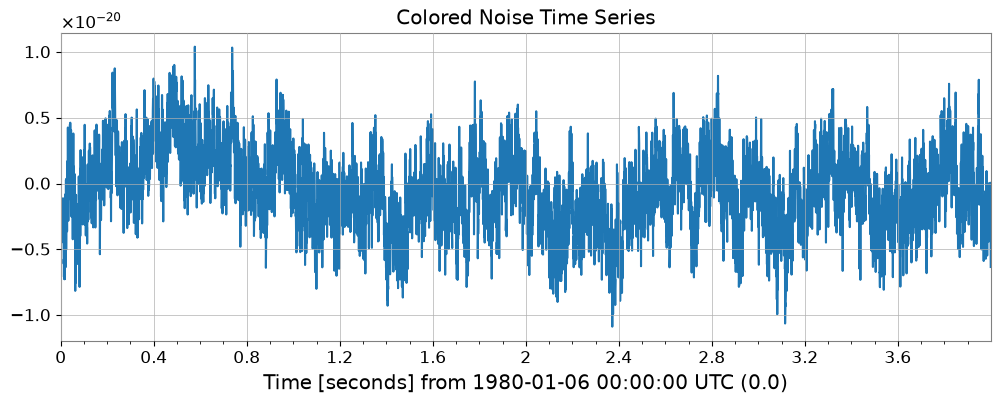 Colored Noise Time Series
×10⁻²⁰
1.0
0.5
0.0
−0.5
−1.0
0 0.4 0.8 1.2 1.6 2 2.4 2.8 3.2 3.6
Time [seconds] from 1980-01-06 00:00:00 UTC (0.0)